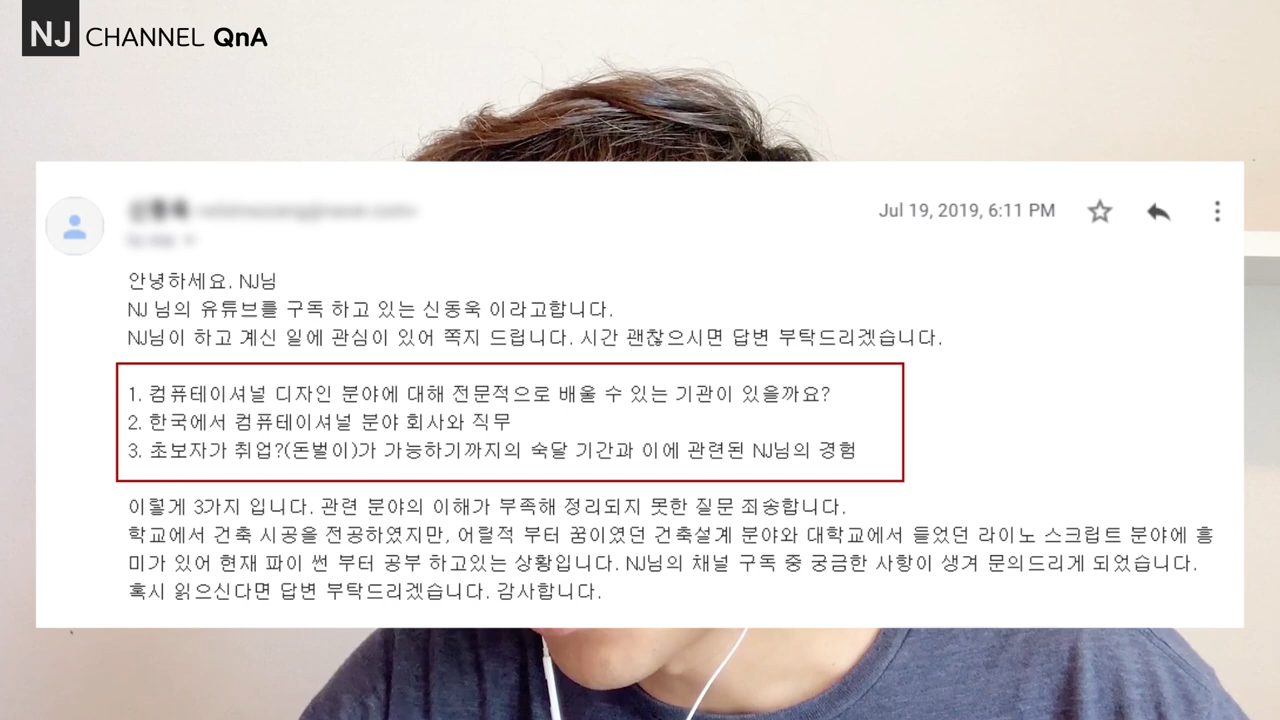 NJ CHANNEL QnA
Jul 19, 2019, 6:11 PM
안녕하세요. NJ님
NJ 님의 유튜브를 구독 하고 있는 신동욱 이라고합니다.
NJ님이 하고 계신 일에 관심이 있어 쪽지 드립니다. 시간 괜찮으시면 답변 부탁드리겠습니다.
1. 컴퓨테이셔널 디자인 분야에 대해 전문적으로 배울 수 있는 기관이 있을까요?
2. 한국에서 컴퓨테이셔널 분야 회사와 직무
3. 초보자가 취업?(돈벌이)가 가능하기까지의 숙달 기간과 이에 관련된 NJ님의 경험
이렇게 3가지 입니다. 관련 분야의 이해가 부족해 정리되지 못한 질문 죄송합니다.
학교에서 건축 시공을 전공하였지만, 어릴적 부터 꿈이였던 건축설계 분야와 대학교에서 들었던 라이노 스크립트 분야에 흥
미가 있어 현재 파이 썬 부터 공부 하고있는 상황입니다. NJ님의 채널 구독 중 궁금한 사항이 생겨 문의드리게 되었습니다.
혹시 읽으신다면 답변 부탁드리겠습니다. 감사합니다.